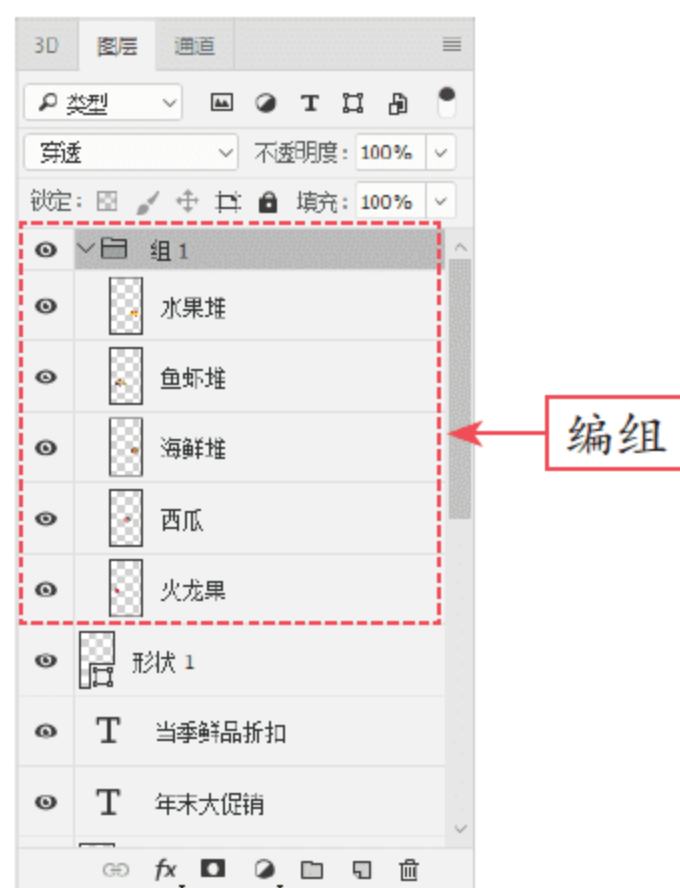 3D 图层 通道
类型
穿透 不透明度: 100%
锁定: 填充: 100%
组 1
水果堆
鱼虾堆
编组
海鲜堆
西瓜
火龙果
形状 1
T 当季鲜品折扣
T 年末大促销
fx